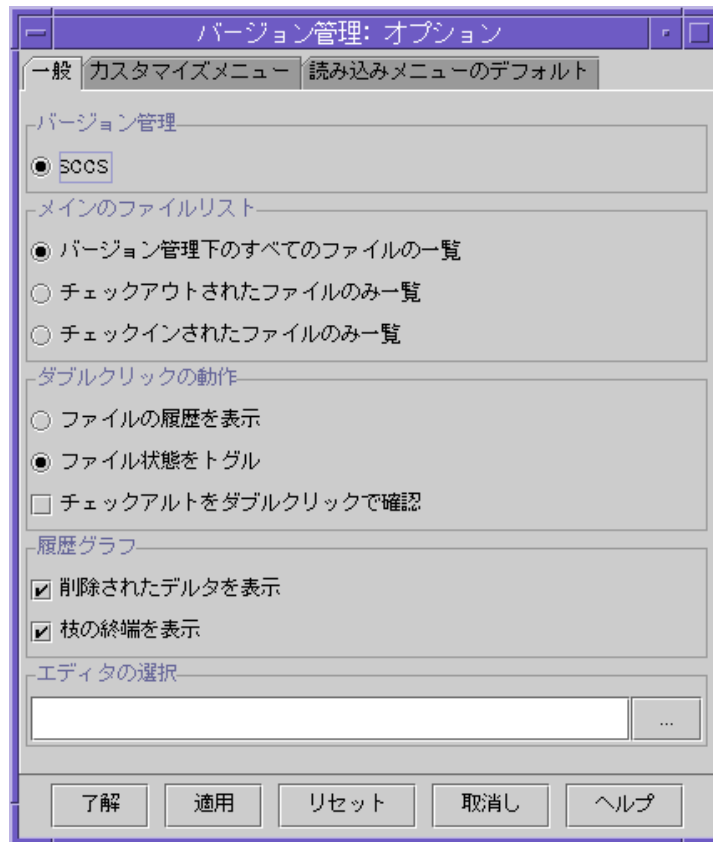 バージョン管理: オプション
一般 カスタマイズメニュー 読み込みメニューのデフォルト
バージョン管理
SCCS
メインのファイルリスト
バージョン管理下のすべてのファイルの一覧
チェックアウトされたファイルのみ一覧
チェックインされたファイルのみ一覧
ダブルクリックの動作
ファイルの履歴を表示
ファイル状態をトグル
チェックアルトをダブルクリックで確認
履歴グラフ
削除されたデルタを表示
枝の終端を表示
エディタの選択
...
了解 適用 リセット 取消し ヘルプ